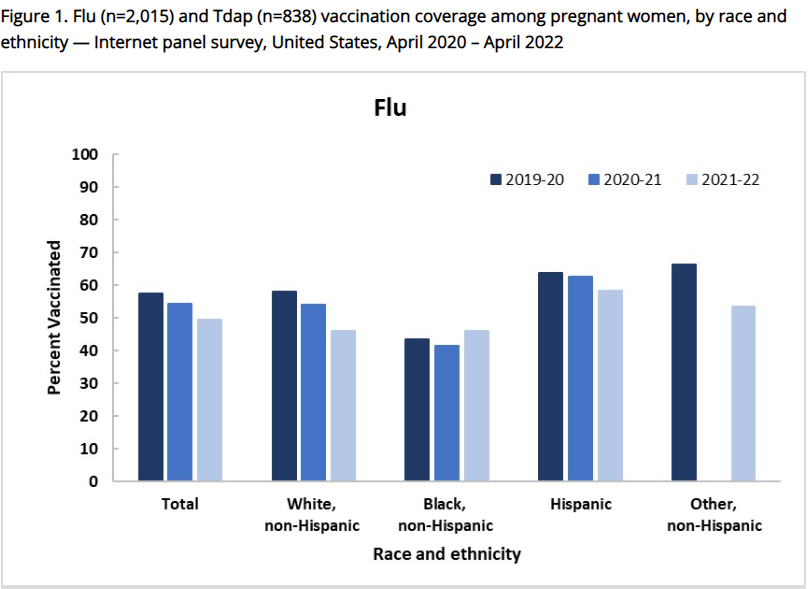 Figure 1. Flu (n=2,015) and Tdap (n=838) vaccination coverage among pregnant women, by race and
ethnicity — Internet panel survey, United States, April 2020 – April 2022
Flu
100
90
80
70
60
50
40
30
20
10
0
2019-20 2020-21 2021-22
Percent Vaccinated
Total
White,
non-Hispanic
Black,
non-Hispanic
Hispanic
Other,
non-Hispanic
Race and ethnicity